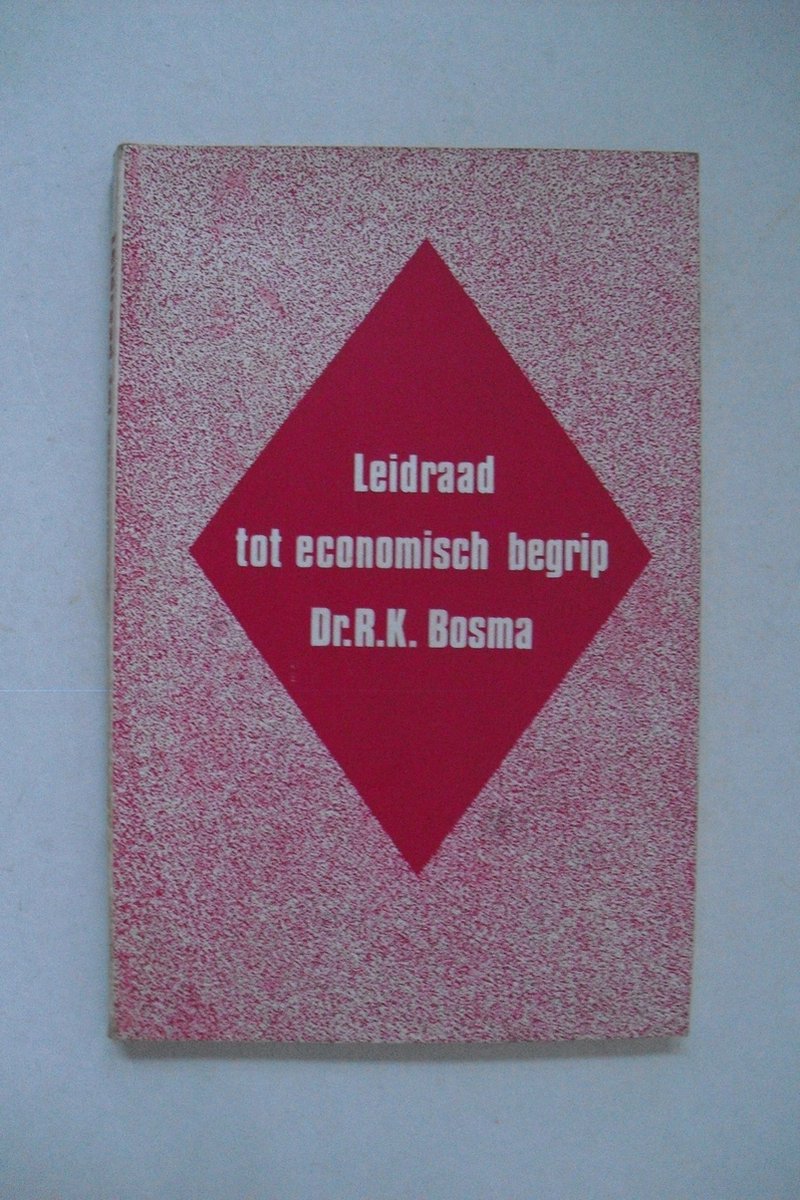 Leidraad
tot economisch begrip
Dr.R.K. Bosma